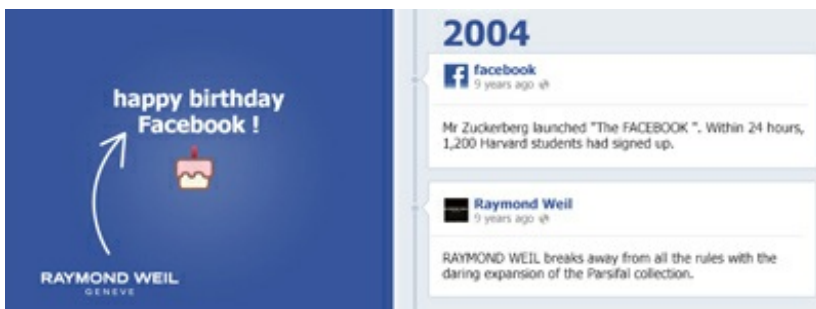 happy birthday
Facebook !
RAYMOND WEIL
GENEVE
2004
facebook
9 years ago
Mr Zuckerberg launched "The FACEBOOK ". Within 24 hours,
1,200 Harvard students had signed up.
Raymond Weil
9 years ago
RAYMOND WEIL breaks away from all the rules with the
daring expansion of the Parsifal collection.